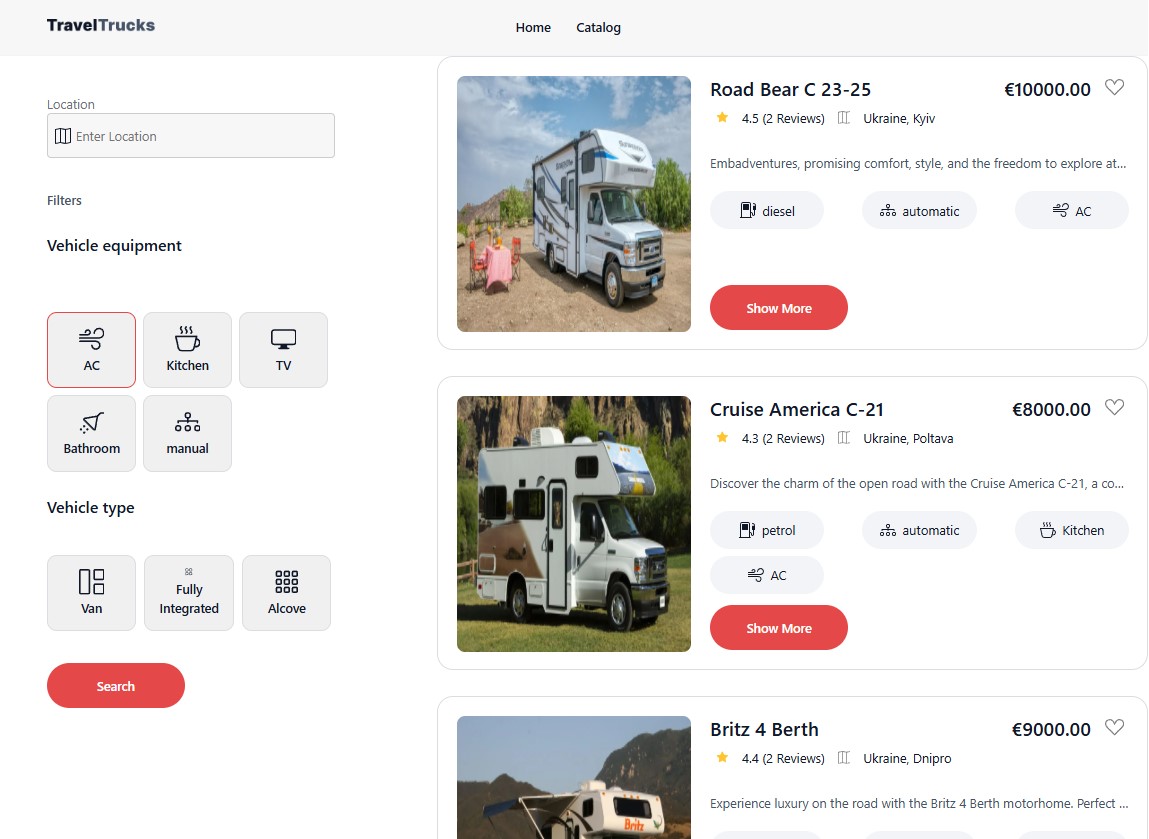 TravelTrucks
Home
Catalog
Location
Enter Location
Filters
Vehicle equipment
AC
Kitchen
TV
Bathroom
manual
Vehicle type
Van
Fully
Integrated
Alcove
Search
Road Bear C 23-25
€10000.00
4.5 (2 Reviews)
Ukraine, Kyiv
Embadventures, promising comfort, style, and the freedom to explore at...
diesel
automatic
AC
Show More
Cruise America C-21
€8000.00
4.3 (2 Reviews)
Ukraine, Poltava
Discover the charm of the open road with the Cruise America C-21, a co...
petrol
automatic
Kitchen
AC
Show More
Britz 4 Berth
€9000.00
4.4 (2 Reviews)
Ukraine, Dnipro
Experience luxury on the road with the Britz 4 Berth motorhome. Perfect ...
Britz